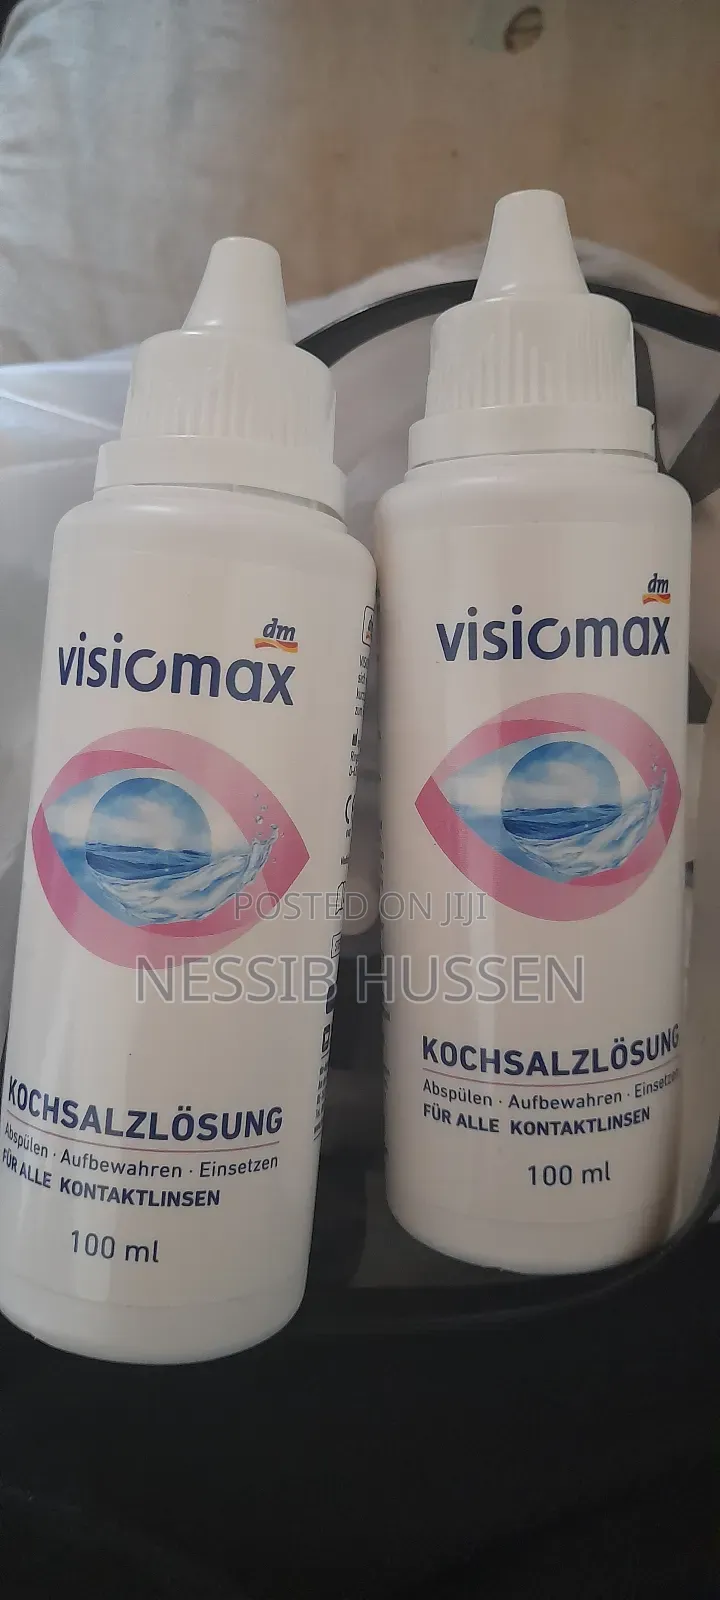 dm
visiomax
KOCHSALZLÖSUNG
Abspülen · Aufbewahren · Einsetzen
FÜR ALLE KONTAKTLINSEN
100 ml
dm
visiomax
KOCHSALZLÖSUNG
Abspülen · Aufbewahren · Einsetzen
FÜR ALLE KONTAKTLINSEN
100 ml
POSTED ON JIJI
NESSIB HUSSEN